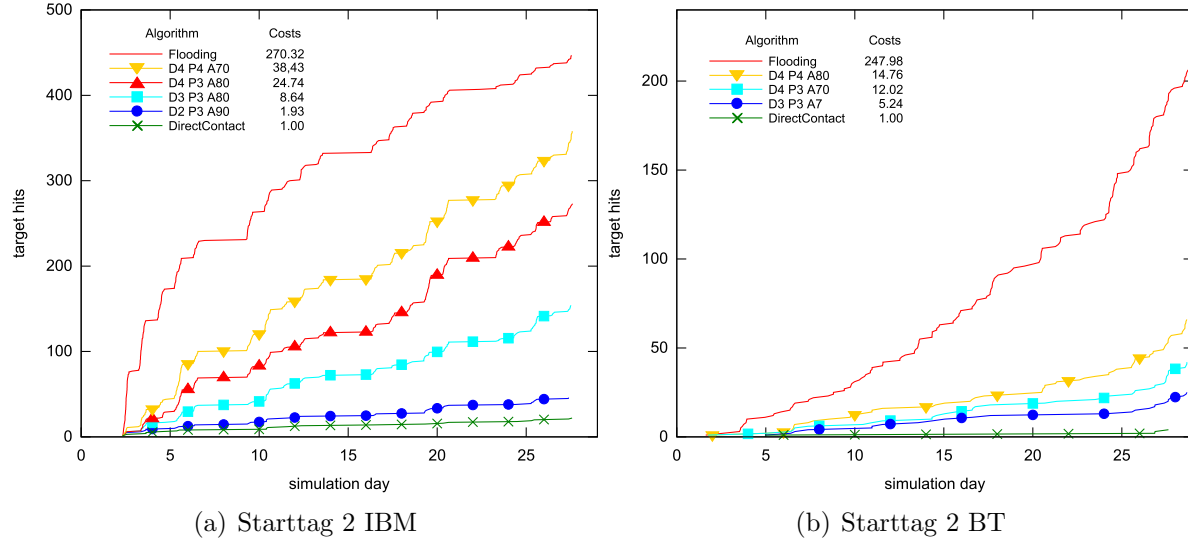 500
400
300
200
100
0
0 5 10 15 20 25
target hits
simulation day
Algorithm Costs
Flooding 270.32
D4 P4 A70 38,43
D4 P3 A80 24.74
D3 P3 A80 8.64
D2 P3 A90 1.93
DirectContact 1.00
(a) Starttag 2 IBM
200
150
100
50
0
0 5 10 15 20 25
target hits
simulation day
Algorithm Costs
Flooding 247.98
D4 P4 A80 14.76
D4 P3 A70 12.02
D3 P3 A7 5.24
DirectContact 1.00
(b) Starttag 2 BT